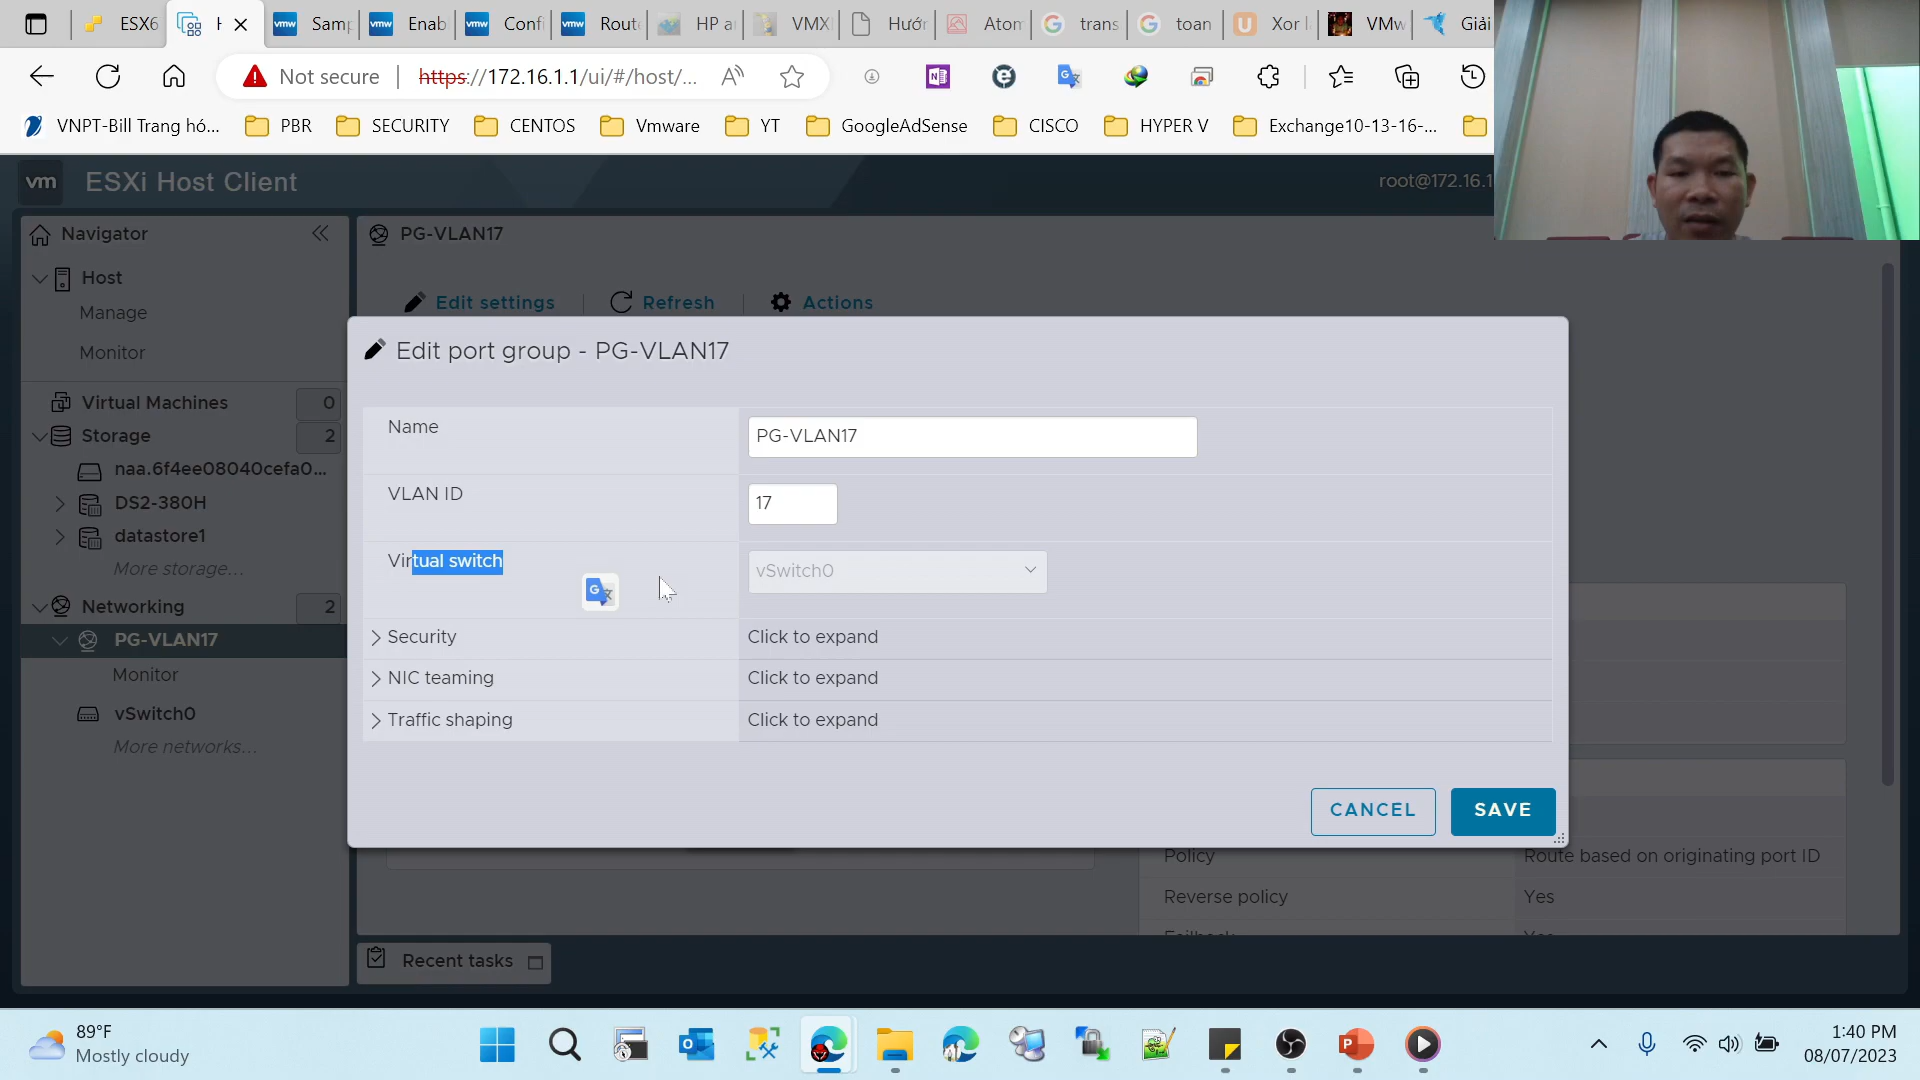 ESX6
H
Sam
Enab
Confi
Route
HP a
VMX
Hướn
Atom
trans
toan
Xor l
VMw
Giải
Not secure
https://172.16.1.1/ui/#/host/...
VNPT-Bill Trang hó...
PBR
SECURITY
CENTOS
Vmware
YT
GoogleAdSense
CISCO
HYPER V
Exchange10-13-16-...
vm
ESXi Host Client
root@172.16.1
Navigator
PG-VLAN17
Host
Manage
Monitor
Edit settings
Refresh
Actions
Virtual Machines
0
Storage
2
naa.6f4ee08040cefa0...
DS2-380H
datastore1
More storage...
Networking
2
PG-VLAN17
Monitor
vSwitch0
More networks...
Edit port group - PG-VLAN17
Name
PG-VLAN17
VLAN ID
17
Virtual switch
vSwitch0
Security
Click to expand
NIC teaming
Click to expand
Traffic shaping
Click to expand
CANCEL
SAVE
Policy
Route based on originating port ID
Reverse policy
Yes
Failback
Yes
Recent tasks
89°F
Mostly cloudy
1:40 PM
08/07/2023